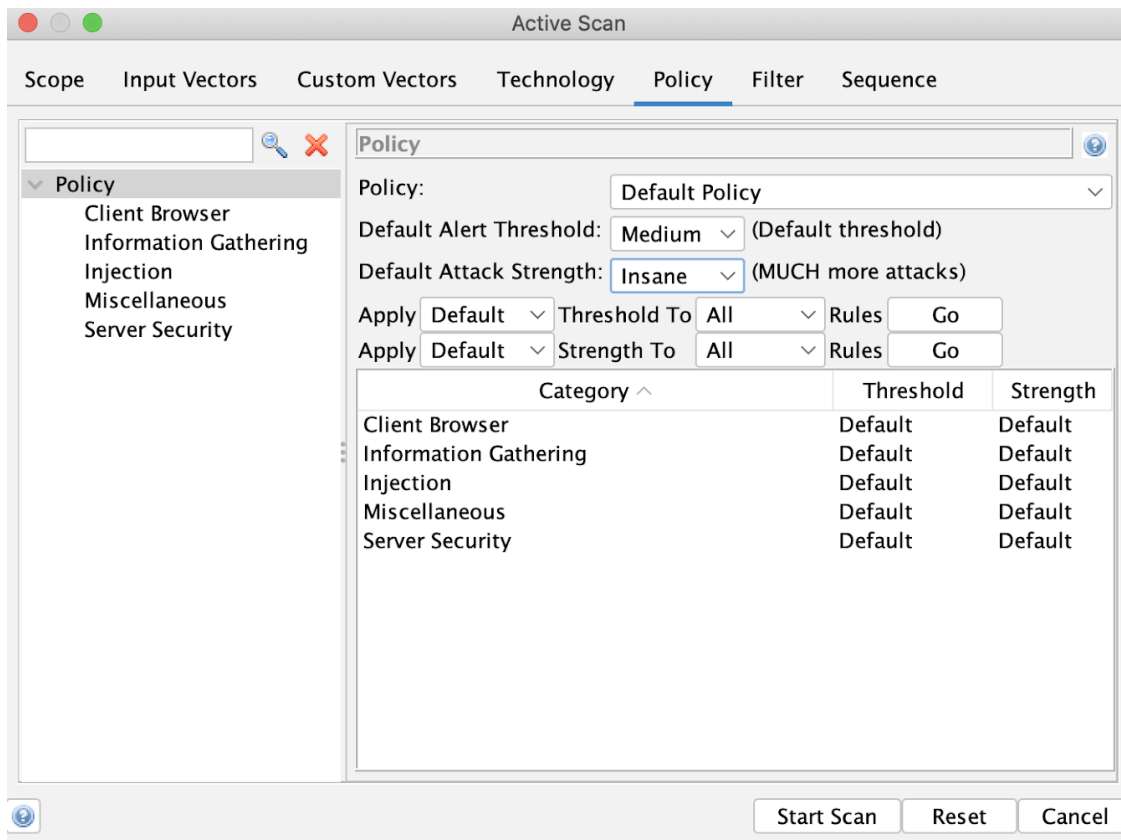 Active Scan
Scope Input Vectors Custom Vectors Technology Policy Filter Sequence
Policy
Client Browser
Information Gathering
Injection
Miscellaneous
Server Security
Policy
Policy: Default Policy
Default Alert Threshold: Medium (Default threshold)
Default Attack Strength: Insane (MUCH more attacks)
Apply Default Threshold To All Rules Go
Apply Default Strength To All Rules Go
Category Threshold Strength
Client Browser Default Default
Information Gathering Default Default
Injection Default Default
Miscellaneous Default Default
Server Security Default Default
Start Scan Reset Cancel